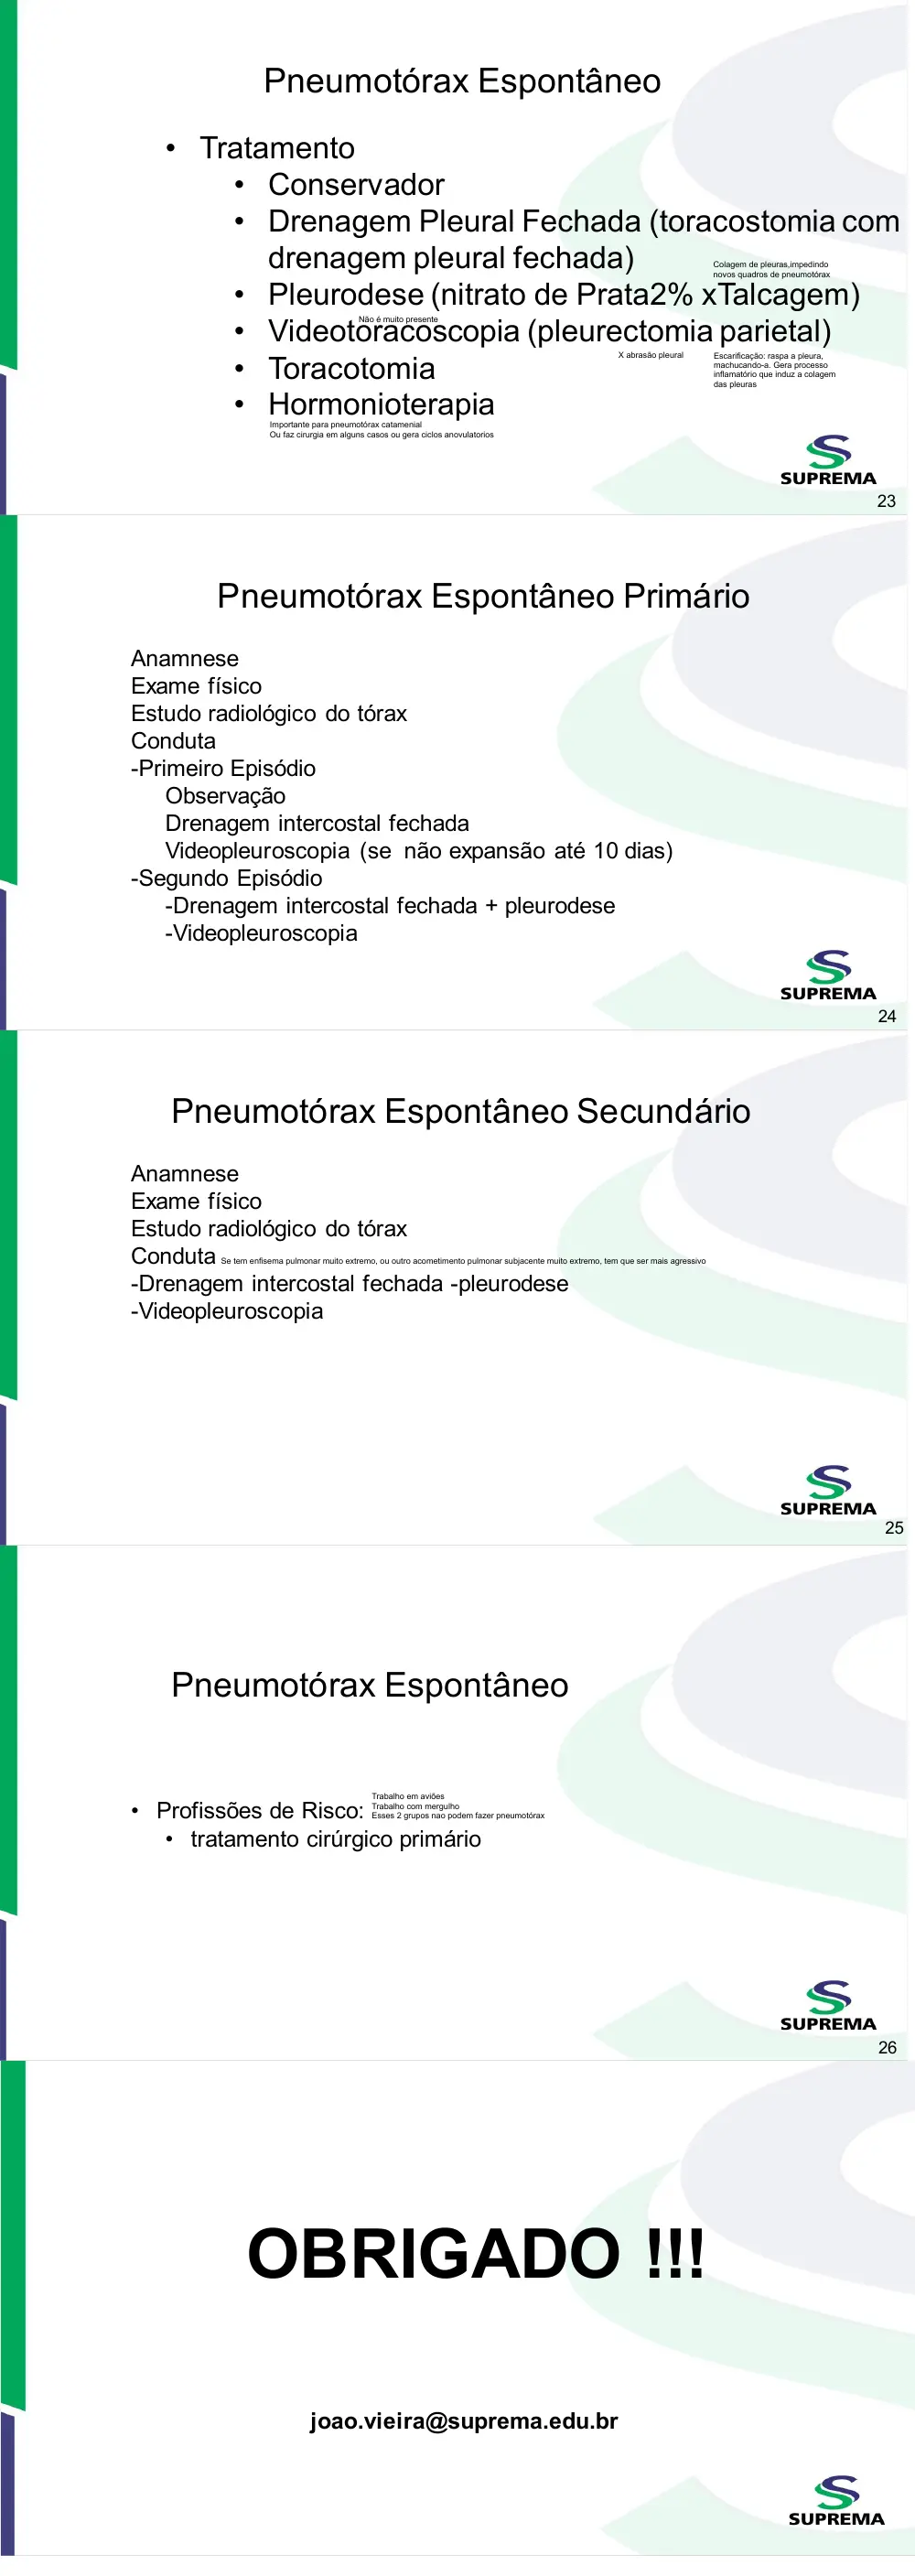 Pneumotórax Espontâneo
• Tratamento
• Conservador
• Drenagem Pleural Fechada (toracostomia com
drenagem pleural fechada)
Colagem de pleuras,impedindo
novos quadros de pneumotórax
• Pleurodese (nitrato de Prata2% xTalcagem)
Não é muito presente
• Videotoracoscopia (pleurectomia parietal)
X abrasão pleural
Escarificação: raspa a pleura,
machucando-a. Gera processo
inflamatório que induz a colagem
das pleuras
• Toracotomia
• Hormonioterapia
Importante para pneumotórax catamenial
Ou faz cirurgia em alguns casos ou gera ciclos anovulatorios
SUPREMA
23
Pneumotórax Espontâneo Primário
Anamnese
Exame físico
Estudo radiológico do tórax
Conduta
-Primeiro Episódio
Observação
Drenagem intercostal fechada
Videopleuroscopia (se não expansão até 10 dias)
-Segundo Episódio
-Drenagem intercostal fechada + pleurodese
-Videopleuroscopia
SUPREMA
24
Pneumotórax Espontâneo Secundário
Anamnese
Exame físico
Estudo radiológico do tórax
Conduta Se tem enfisema pulmonar muito extremo, ou outro acometimento pulmonar subjacente muito extremo, tem que ser mais agressivo
-Drenagem intercostal fechada -pleurodese
-Videopleuroscopia
SUPREMA
25
Pneumotórax Espontâneo
Trabalho em aviões
Trabalho com mergulho
Esses 2 grupos nao podem fazer pneumotórax
• Profissões de Risco:
• tratamento cirúrgico primário
SUPREMA
26
OBRIGADO !!!
joao.vieira@suprema.edu.br
SUPREMA